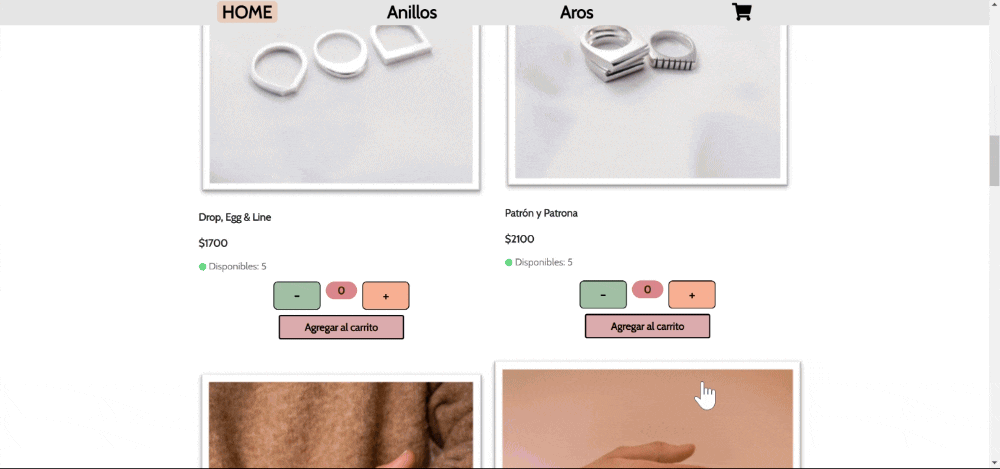 HOME Anillos Aros
Drop, Egg & Line
$1700
Disponibles: 5
- 0 +
Agregar al carrito
Patrón y Patrona
$2100
Disponibles: 5
- 0 +
Agregar al carrito